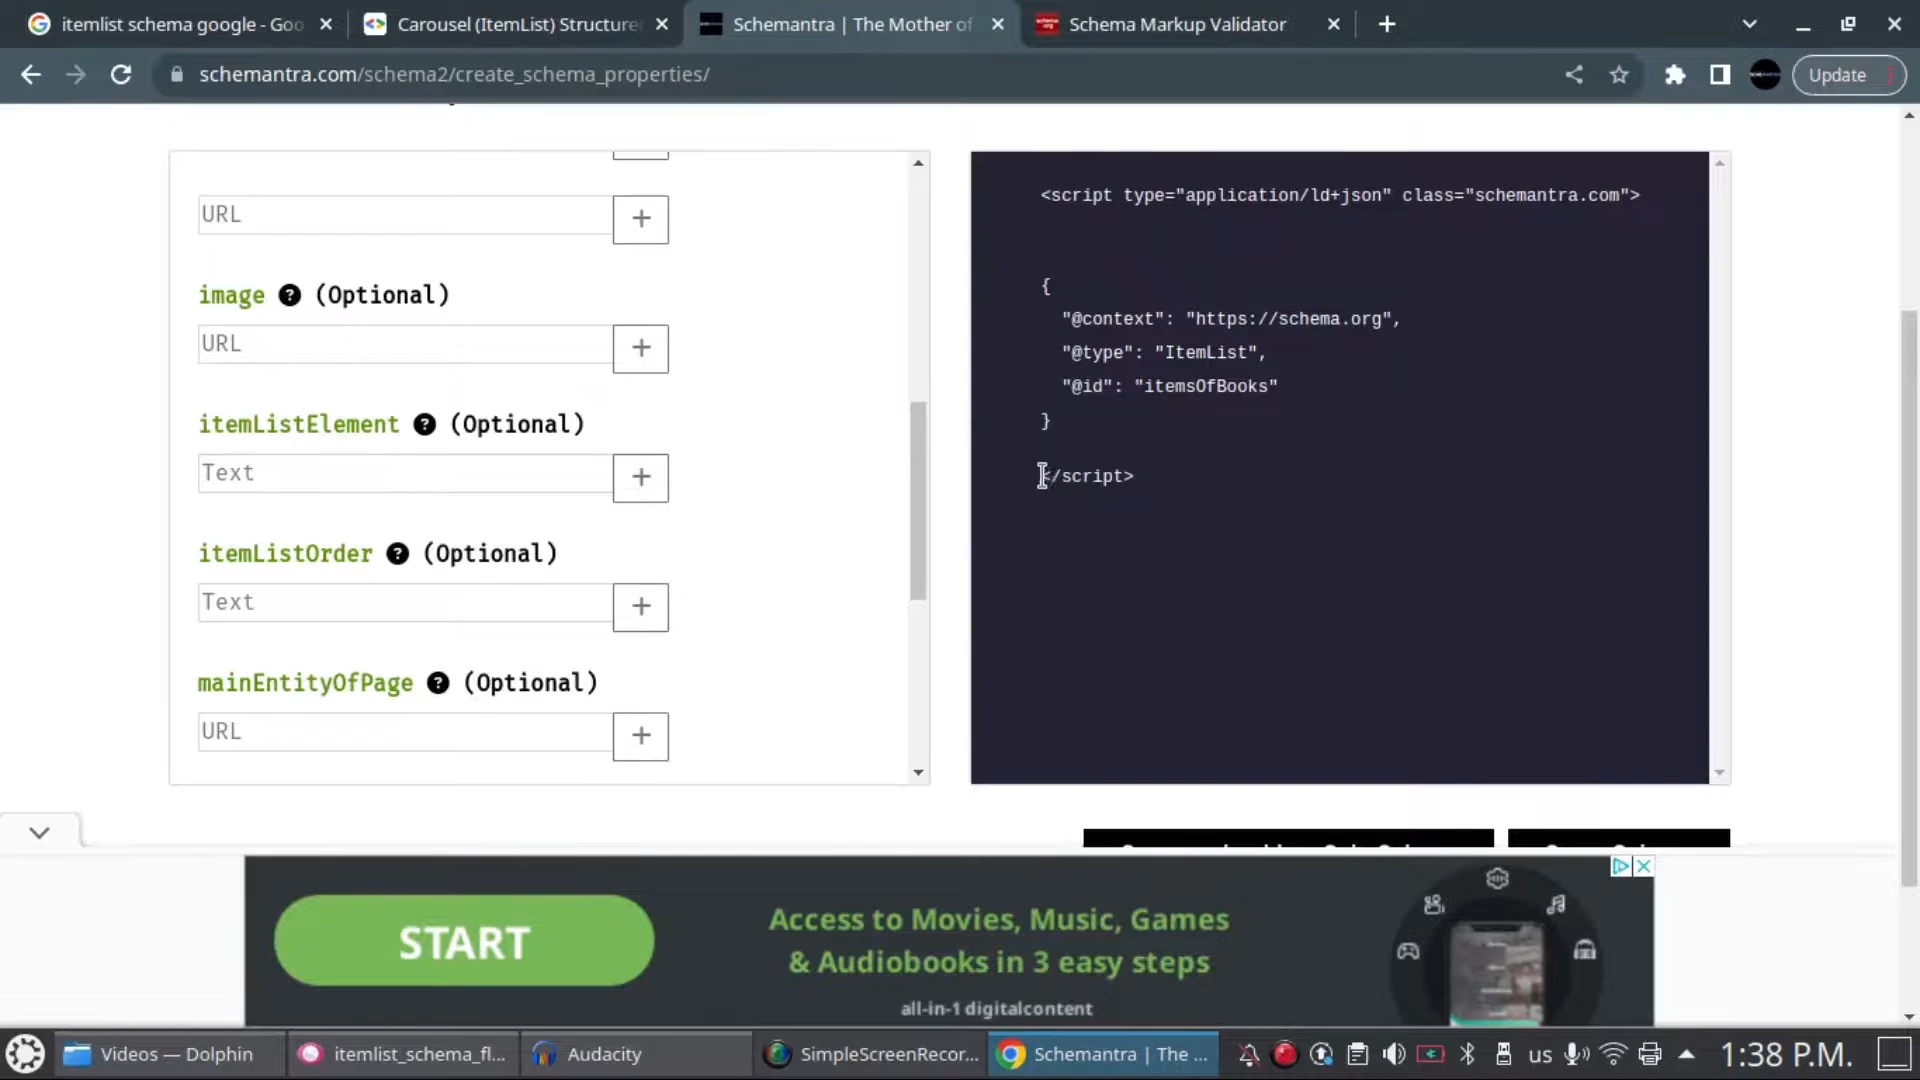 itemlist schema google - Goo
Carousel (ItemList) Structure
Schemantra | The Mother of
Schema Markup Validator
schemantra.com/schema2/create_schema_properties/
Update
URL
+
image ? (Optional)
URL
+
itemListElement ? (Optional)
Text
+
itemListOrder ? (Optional)
Text
+
mainEntityOfPage ? (Optional)
URL
+
<script type="application/ld+json" class="schemantra.com">
{
"@context": "https://schema.org",
"@type": "ItemList",
"@id": "itemsOfBooks"
}
</script>
START
Access to Movies, Music, Games
& Audiobooks in 3 easy steps
all-in-1 digitalcontent
Videos — Dolphin
itemlist_schema_fl...
Audacity
SimpleScreenRecor...
Schemantra | The ...
us
1:38 P.M.